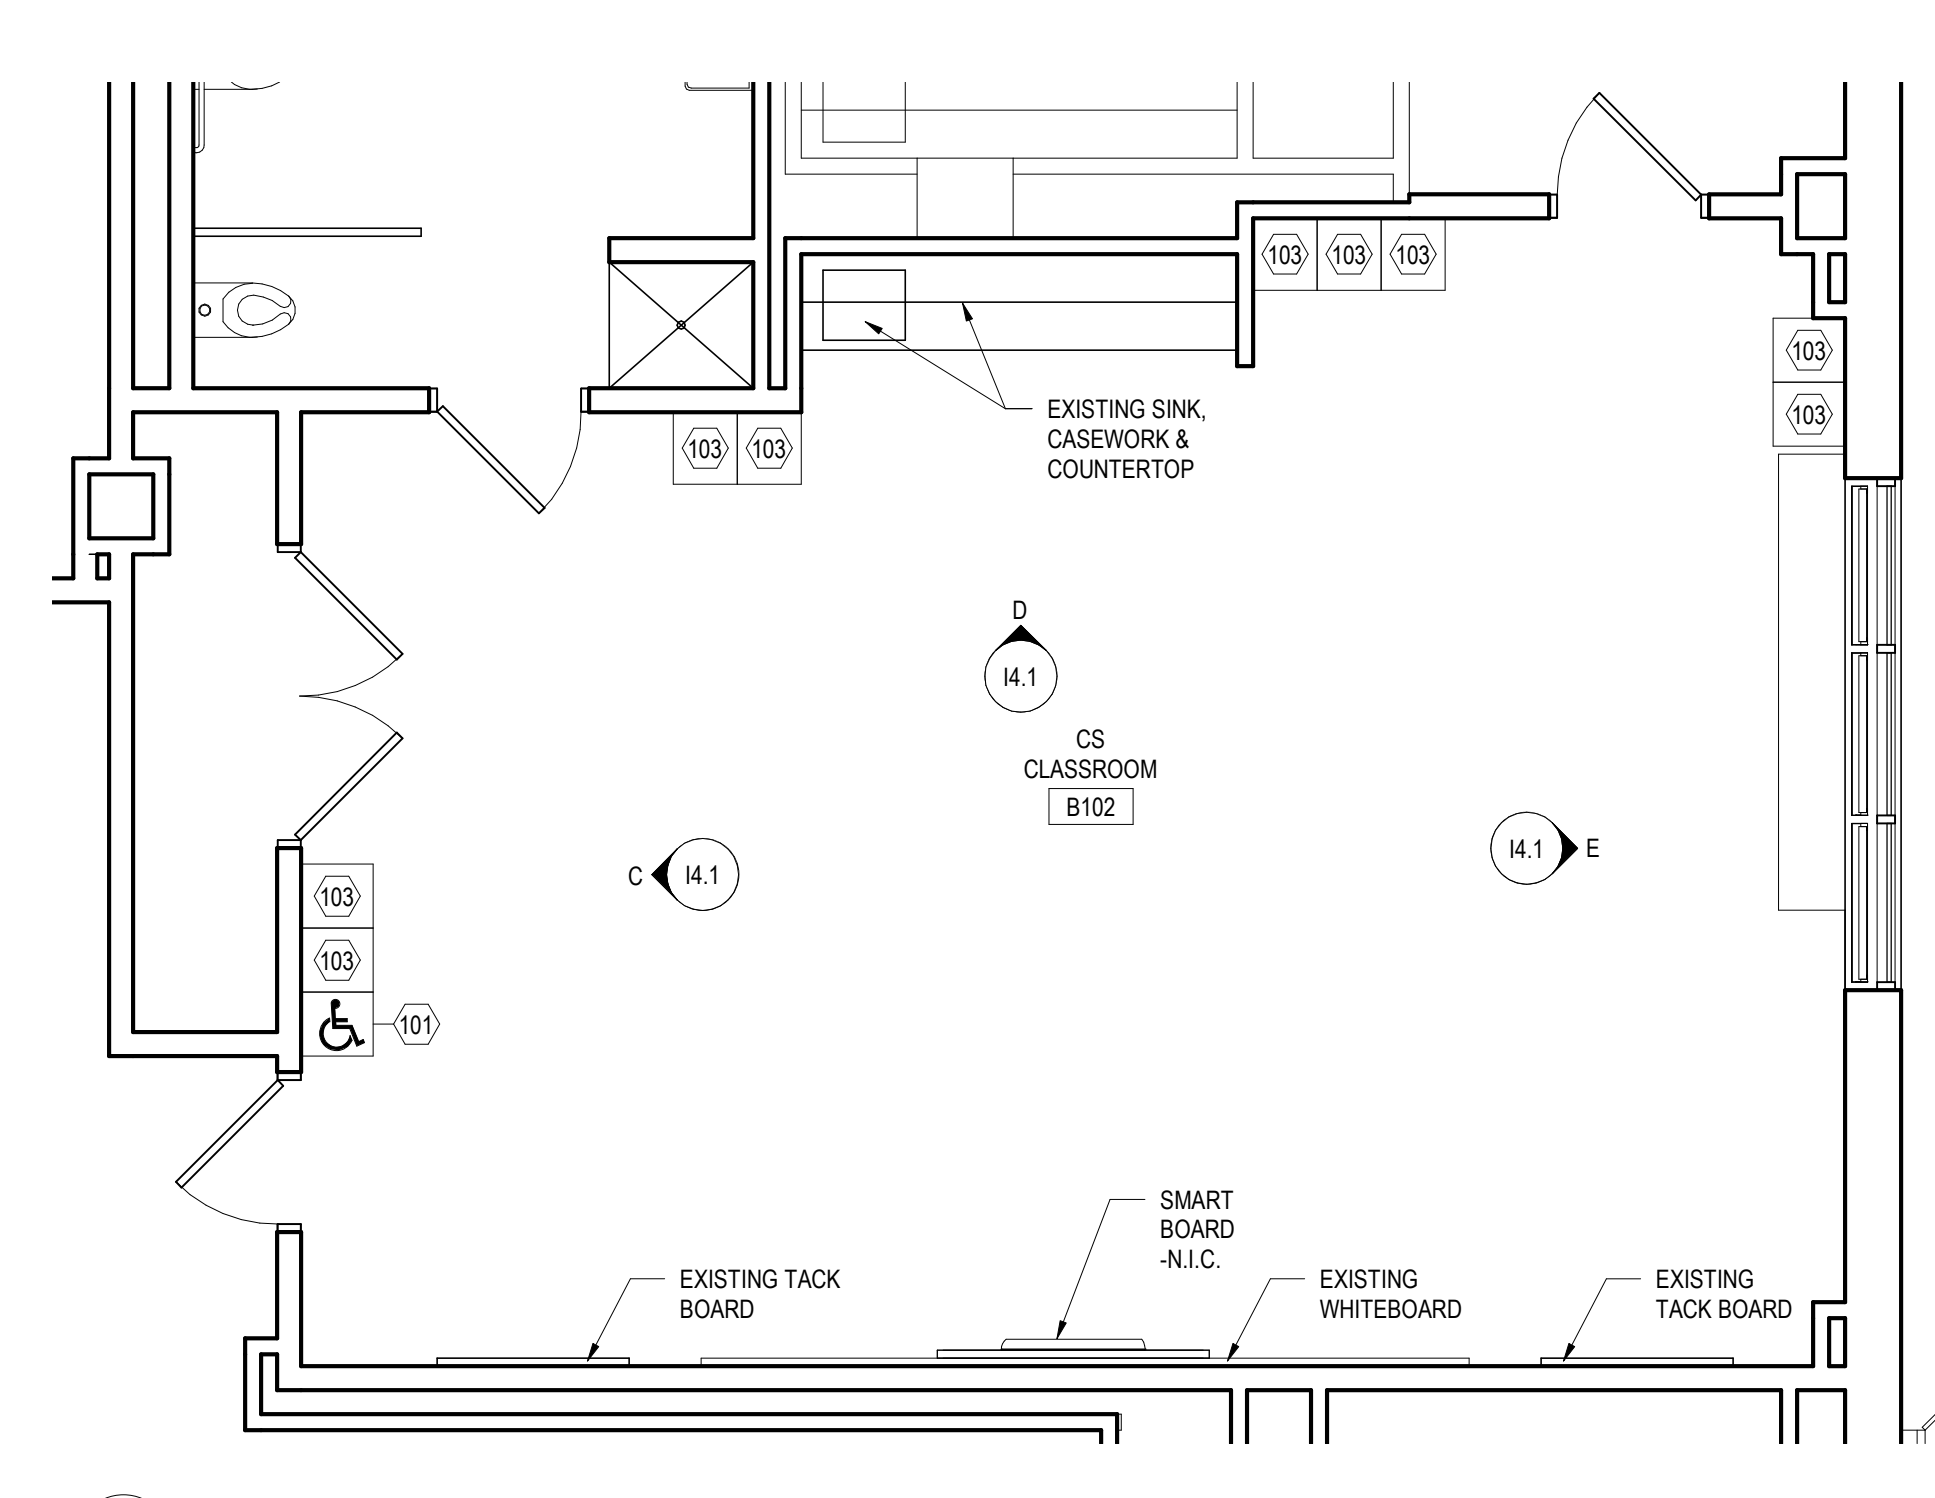 103 103 103
103
103
EXISTING SINK,
CASEWORK &
COUNTERTOP
103 103
D
I4.1
CS
CLASSROOM
B102
C I4.1
I4.1 E
103
103
101
SMART
BOARD
-N.I.C.
EXISTING TACK
BOARD
EXISTING
WHITEBOARD
EXISTING
TACK BOARD